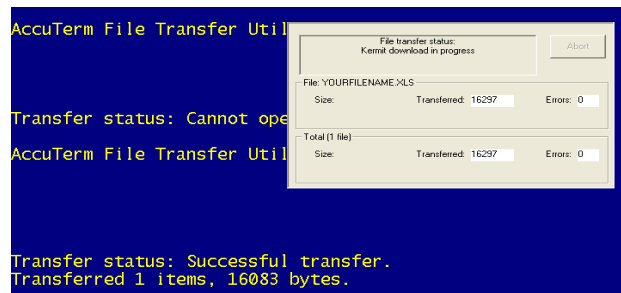 AccuTerm File Transfer Util
File transfer status:
Kermit download in progress
Abort
File: YOURFILENAME.XLS
Size: Transferred: 16297 Errors: 0
Transfer status: Cannot ope
Total (1 file)
AccuTerm File Transfer Util
Size: Transferred: 16297 Errors: 0
Transfer status: Successful transfer.
Transferred 1 items, 16083 bytes.